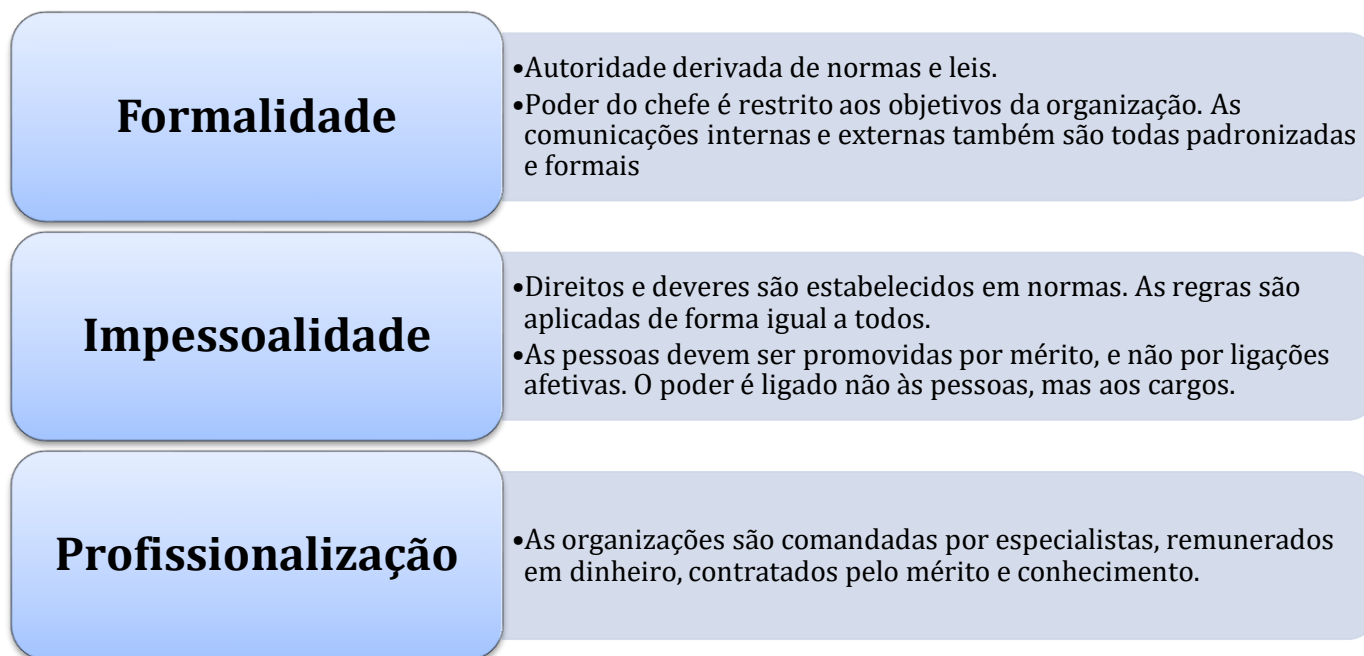 Formalidade
•Autoridade derivada de normas e leis.
•Poder do chefe é restrito aos objetivos da organização. As
comunicações internas e externas também são todas padronizadas
e formais
Impessoalidade
•Direitos e deveres são estabelecidos em normas. As regras são
aplicadas de forma igual a todos.
•As pessoas devem ser promovidas por mérito, e não por ligações
afetivas. O poder é ligado não às pessoas, mas aos cargos.
Profissionalização
•As organizações são comandadas por especialistas, remunerados
em dinheiro, contratados pelo mérito e conhecimento.